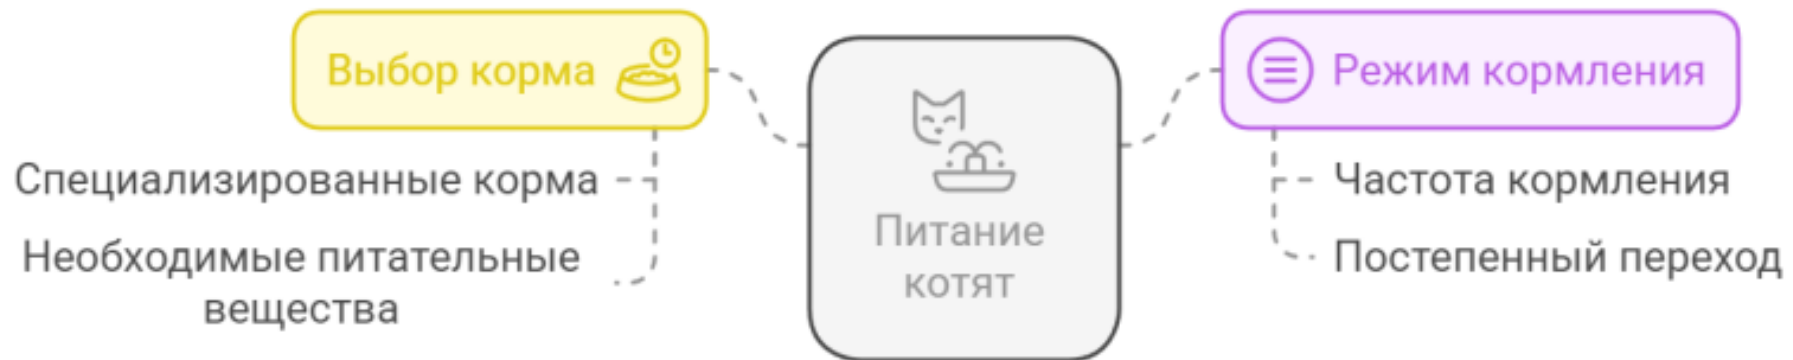 Выбор корма
Специализированные корма
Необходимые питательные
вещества
Питание
котят
Режим кормления
Частота кормления
Постепенный переход